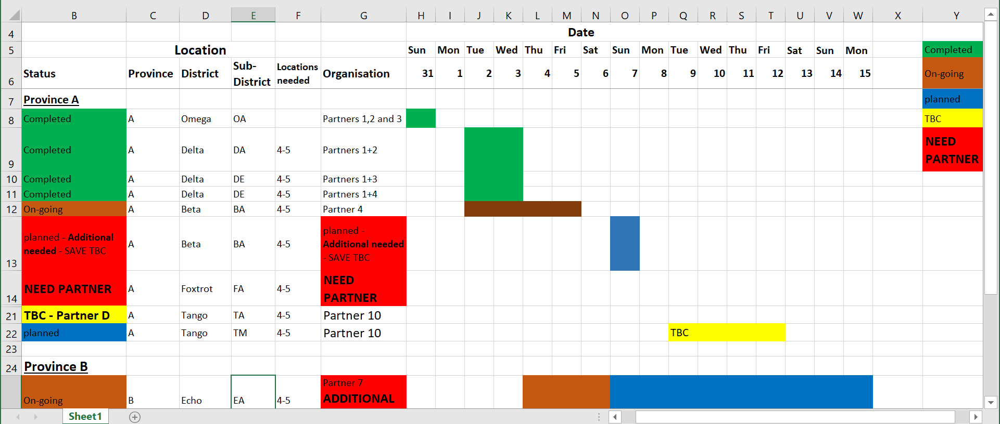 B C D E F G H I J K L M N O P Q R S T U V W X Y
4 Date
5 Location Sun Mon Tue Wed Thu Fri Sat Sun Mon Tue Wed Thu Fri Sat Sun Mon Completed
6 Status Province District Sub-District Locations needed Organisation 31 1 2 3 4 5 6 7 8 9 10 11 12 13 14 15 On-going
7 Province A planned
8 Completed A Omega OA Partners 1,2 and 3 TBC
9 Completed A Delta DA 4-5 Partners 1+2 NEED PARTNER
10 Completed A Delta DE 4-5 Partners 1+3
11 Completed A Delta DE 4-5 Partners 1+4
12 On-going A Beta BA 4-5 Partner 4
13 planned - Additional needed - SAVE TBC A Beta BA 4-5 planned - Additional needed - SAVE TBC
14 NEED PARTNER A Foxtrot FA 4-5 NEED PARTNER
21 TBC - Partner D A Tango TA 4-5 Partner 10
22 planned A Tango TM 4-5 Partner 10 TBC
23
24 Province B
On-going B Echo EA 4-5 Partner 7 ADDITIONAL
Sheet1